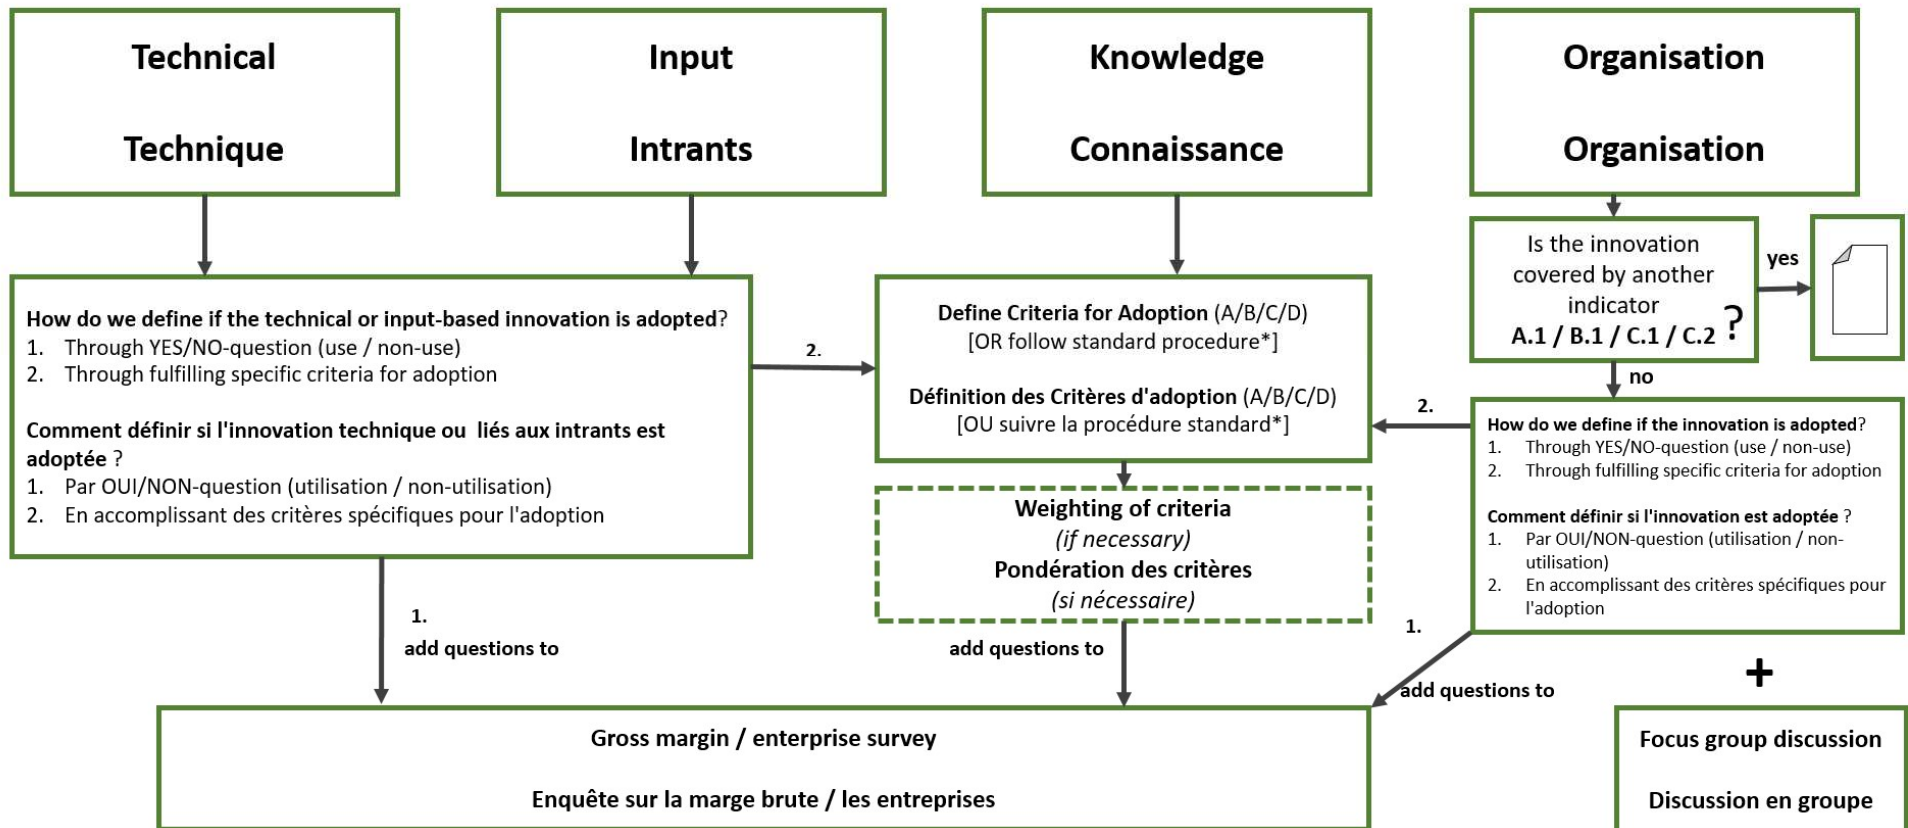 Technical
Technique
Input
Intrants
Knowledge
Connaissance
Organisation
Organisation
Is the innovation
covered by another
indicator
A.1 / B.1 / C.1 / C.2 ?
yes
no
How do we define if the technical or input-based innovation is adopted?
1. Through YES/NO-question (use / non-use)
2. Through fulfilling specific criteria for adoption
Comment définir si l'innovation technique ou liés aux intrants est
adoptée ?
1. Par OUI/NON-question (utilisation / non-utilisation)
2. En accomplissant des critères spécifiques pour l'adoption
2.
Define Criteria for Adoption (A/B/C/D)
[OR follow standard procedure*]
Définition des Critères d'adoption (A/B/C/D)
[OU suivre la procédure standard*]
2.
How do we define if the innovation is adopted?
1. Through YES/NO-question (use / non-use)
2. Through fulfilling specific criteria for adoption
Comment définir si l'innovation est adoptée ?
1. Par OUI/NON-question (utilisation / non-
utilisation)
2. En accomplissant des critères spécifiques pour
l'adoption
Weighting of criteria
(if necessary)
Pondération des critères
(si nécessaire)
1.
add questions to
add questions to
1.
add questions to
+
Gross margin / enterprise survey
Enquête sur la marge brute / les entreprises
Focus group discussion
Discussion en groupe